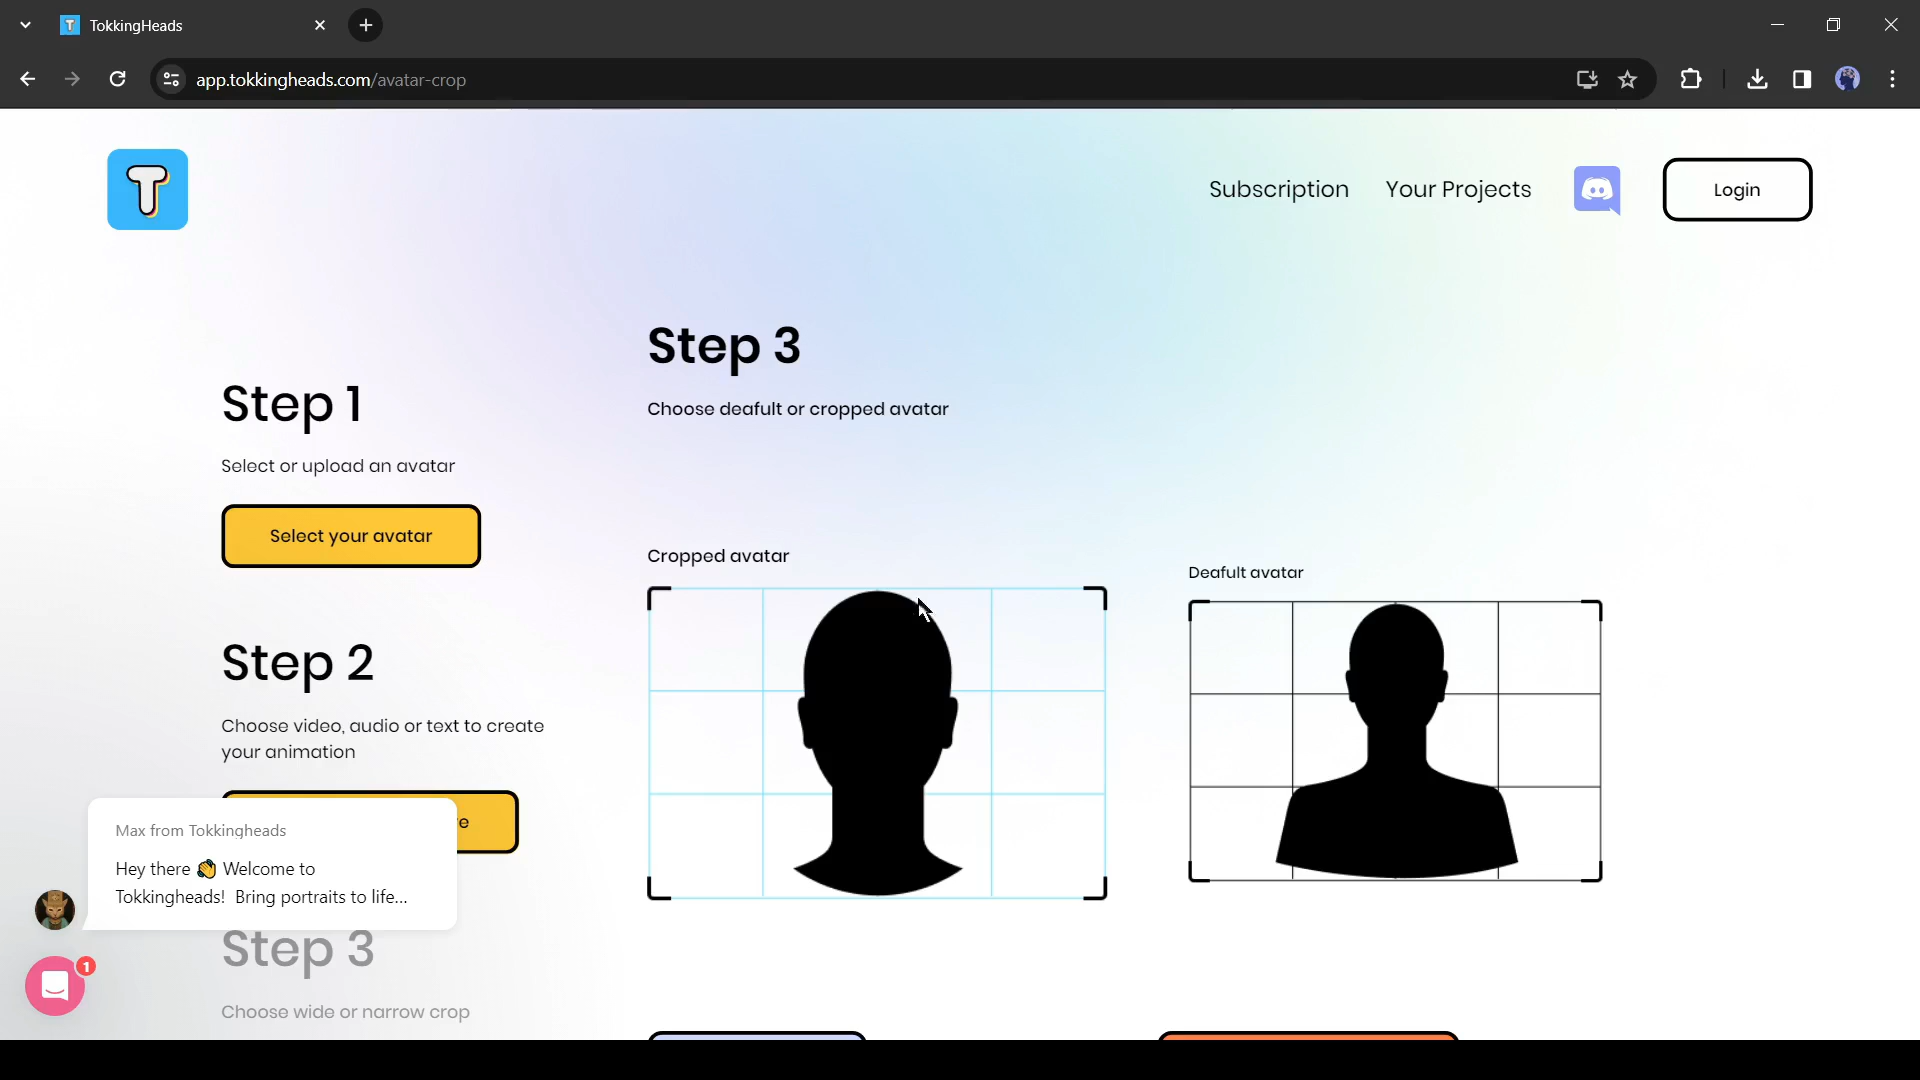 TokkingHeads
app.tokkingheads.com/avatar-crop
T
Subscription
Your Projects
Login
Step 1
Select or upload an avatar
Select your avatar
Step 2
Choose video, audio or text to create
your animation
Max from Tokkingheads
Hey there 👋 Welcome to
Tokkingheads! Bring portraits to life...
1
Step 3
Choose wide or narrow crop
Step 3
Choose deafult or cropped avatar
Cropped avatar
Deafult avatar